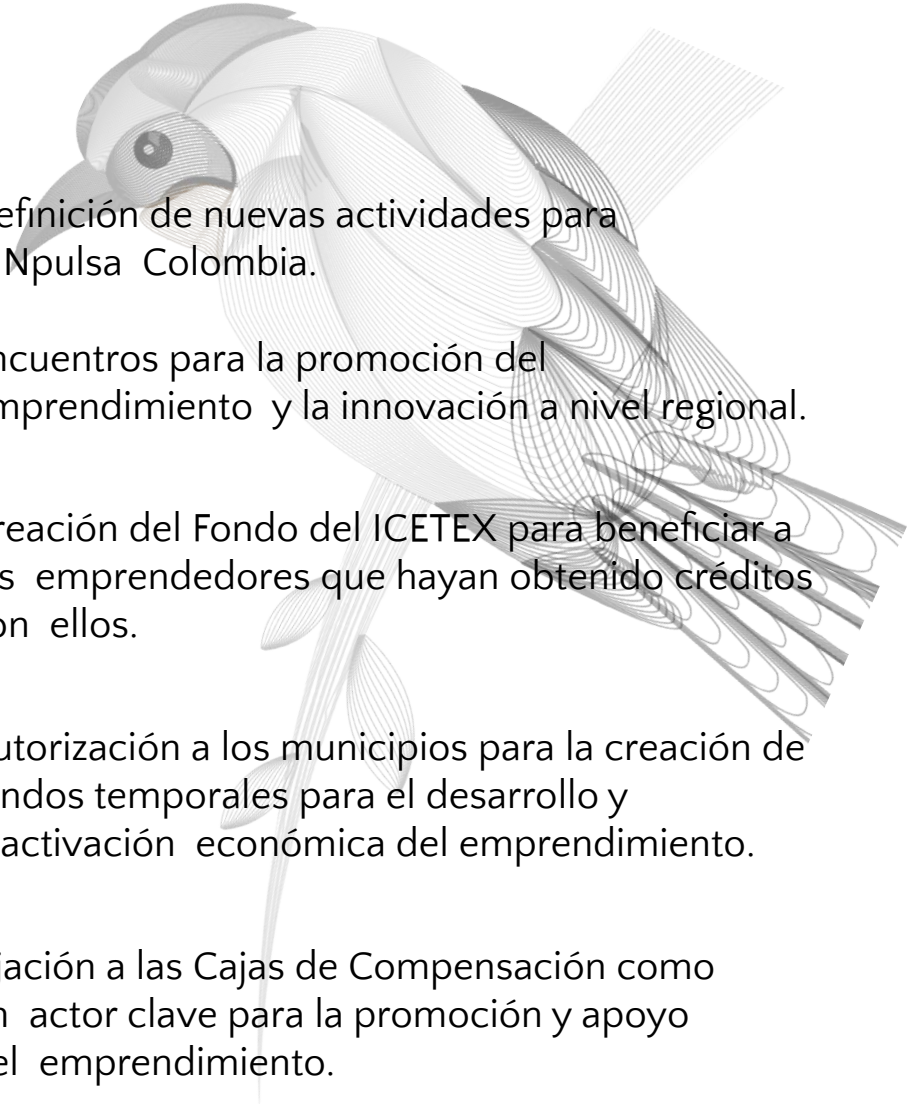 efinición de nuevas actividades para
Npulsa Colombia.
ncuentros para la promoción del
mprendimiento y la innovación a nivel regional.
reación del Fondo del ICETEX para beneficiar a
s emprendedores que hayan obtenido créditos
on ellos.
utorización a los municipios para la creación de
ndos temporales para el desarrollo y
activación económica del emprendimiento.
jación a las Cajas de Compensación como
n actor clave para la promoción y apoyo
el emprendimiento.